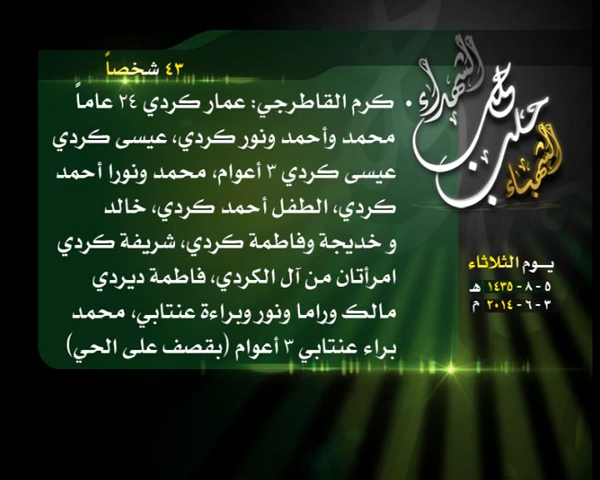 ٤٣ شخصاً
• كرم القاطرجي: عمار كردي ٢٤ عاماً
محمد وأحمد ونور كردي، عيسى كردي
عيسى كردي ٣ أعوام، محمد ونورا أحمد
كردي، الطفل أحمد كردي، خالد
و خديجة وفاطمة كردي، شريفة كردي
امرأتان من آل الكردي، فاطمة ديردي
مالك وراما ونور وبراءة عنتابي، محمد
براء عنتابي ٣ أعوام (بقصف على الحي)
حلب
الشهداء
حلب
الشهباء
يـوم الثلاثاء
٥ - ٨ - ١٤٣٥ هـ
٣ - ٦ - ٢٠١٤ م